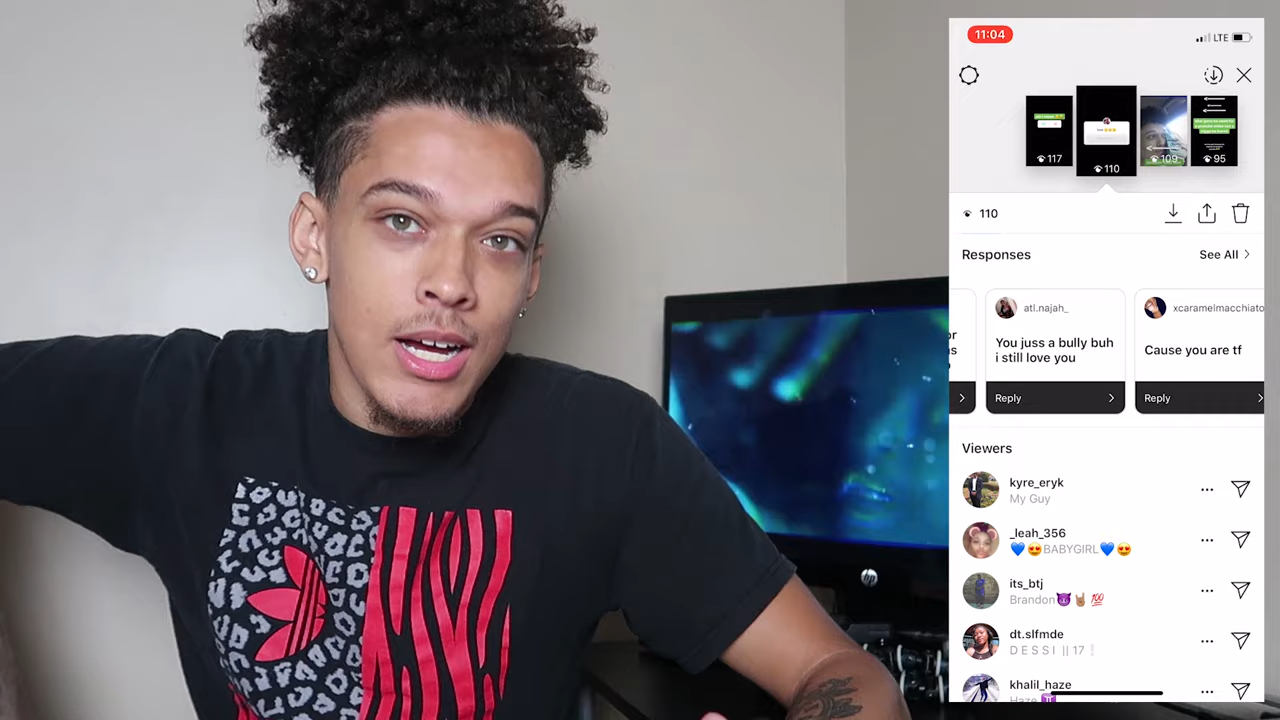 11:04
LTE
117
110
109
95
110
Responses
See All
atl.najah_
xcaramelmacchiato
You juss a bully buh
i still love you
Cause you are tf
Reply
Reply
Viewers
kyre_eryk
My Guy
_leah_356
💙😍BABYGIRL💙😍
its_btj
Brandon😈🤘🏽💯
dt.slfmde
D E S S I || 17❕
khalil_haze
Haze
hp